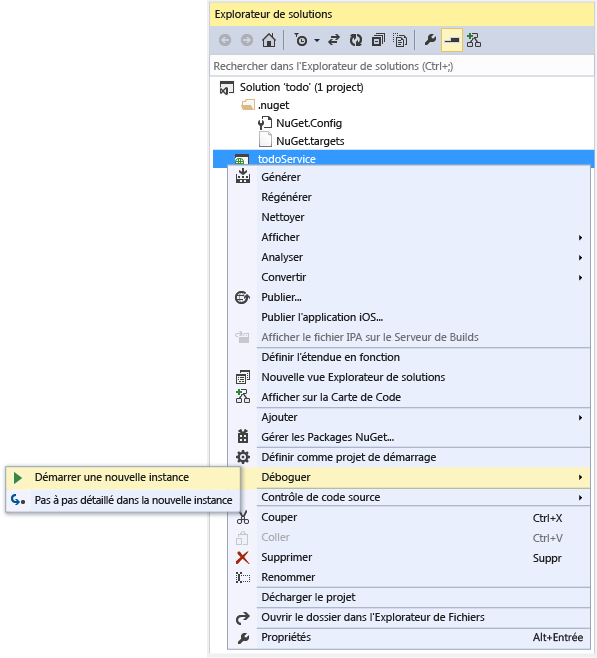 Explorateur de solutions
Rechercher dans l'Explorateur de solutions (Ctrl+;)
Solution 'todo' (1 project)
.nuget
NuGet.Config
NuGet.targets
todoService
Générer
Régénérer
Nettoyer
Afficher
Analyser
Convertir
Publier...
Publier l'application iOS...
Afficher le fichier IPA sur le Serveur de Builds
Définir l'étendue en fonction
Nouvelle vue Explorateur de solutions
Afficher sur la Carte de Code
Ajouter
Gérer les Packages NuGet...
Définir comme projet de démarrage
Déboguer
Démarrer une nouvelle instance
Pas à pas détaillé dans la nouvelle instance
Contrôle de code source
Couper Ctrl+X
Coller Ctrl+V
Supprimer Suppr
Renommer
Décharger le projet
Ouvrir le dossier dans l'Explorateur de Fichiers
Propriétés Alt+Entrée